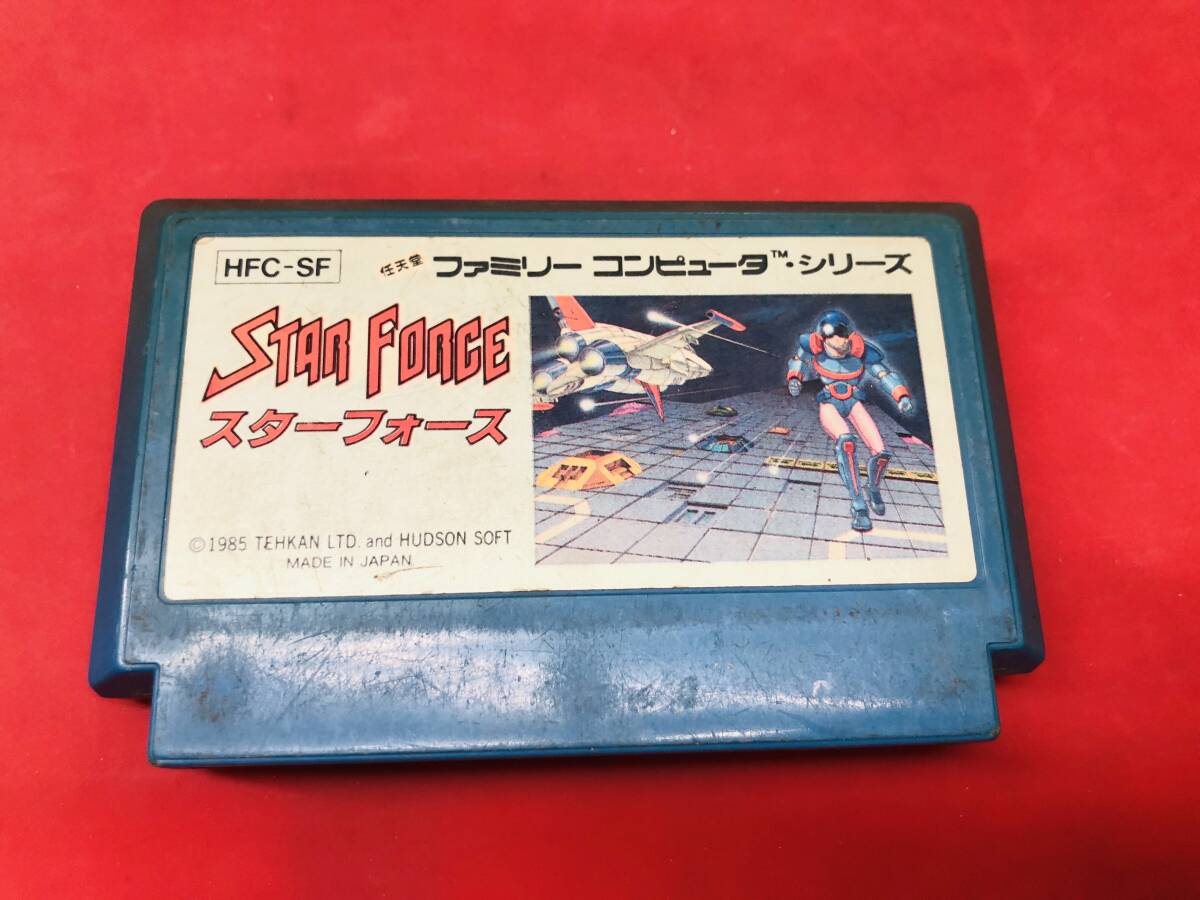 HFC-SF
任天堂 ファミリー コンピュータ™・シリーズ
STAR FORCE
スターフォース
©1985 TEHKAN LTD. and HUDSON SOFT
MADE IN JAPAN